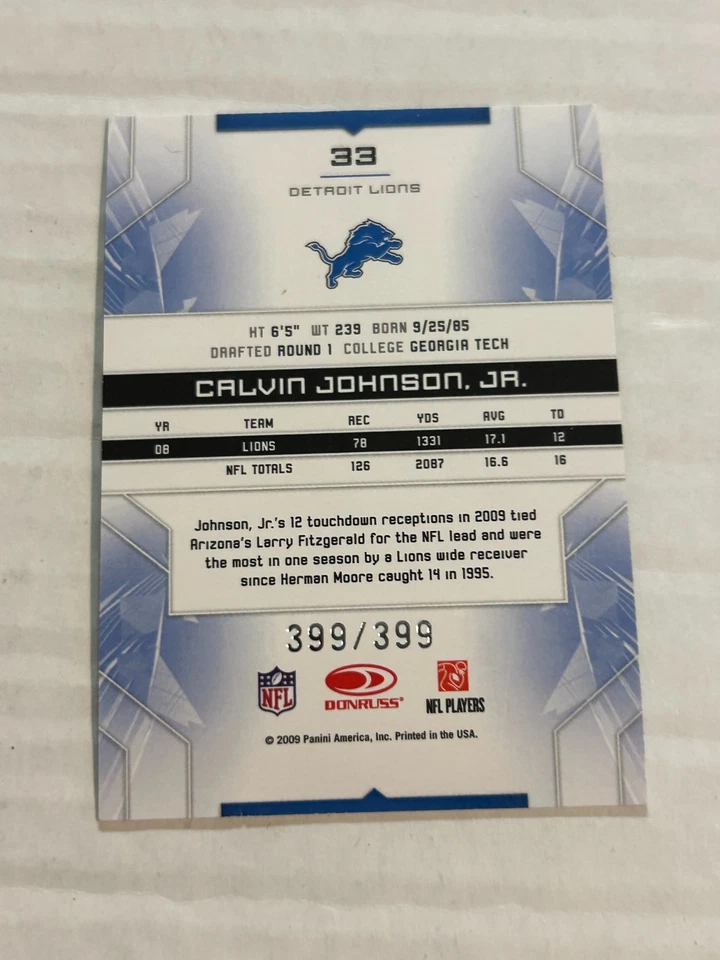 33
DETROIT LIONS
HT 6'5" WT 239 BORN 9/25/85
DRAFTED ROUND 1 COLLEGE GEORGIA TECH
CALVIN JOHNSON, JR.
YR TEAM REC YDS AVG TD
08 LIONS 78 1331 17.1 12
NFL TOTALS 126 2087 16.6 16
Johnson, Jr.'s 12 touchdown receptions in 2009 tied
Arizona's Larry Fitzgerald for the NFL lead and were
the most in one season by a Lions wide receiver
since Herman Moore caught 14 in 1995.
399/399
NFL DONRUSS® NFL PLAYERS
© 2009 Panini America, Inc. Printed in the USA.